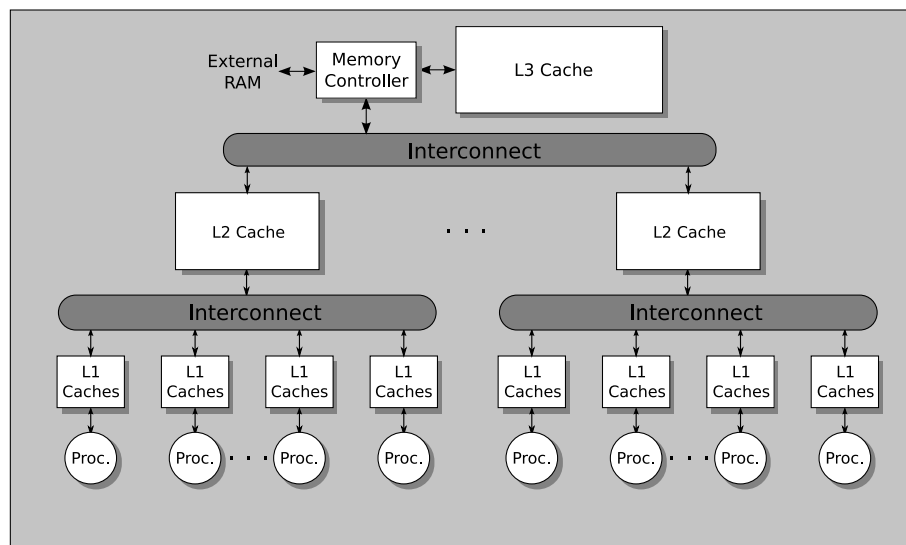 External
RAM
Memory
Controller
L3 Cache
Interconnect
L2 Cache
. . .
L2 Cache
Interconnect
Interconnect
L1
Caches
L1
Caches
L1
Caches
L1
Caches
L1
Caches
L1
Caches
L1
Caches
L1
Caches
Proc.
Proc.
. . .
Proc.
Proc.
Proc.
Proc.
. . .
Proc.
Proc.